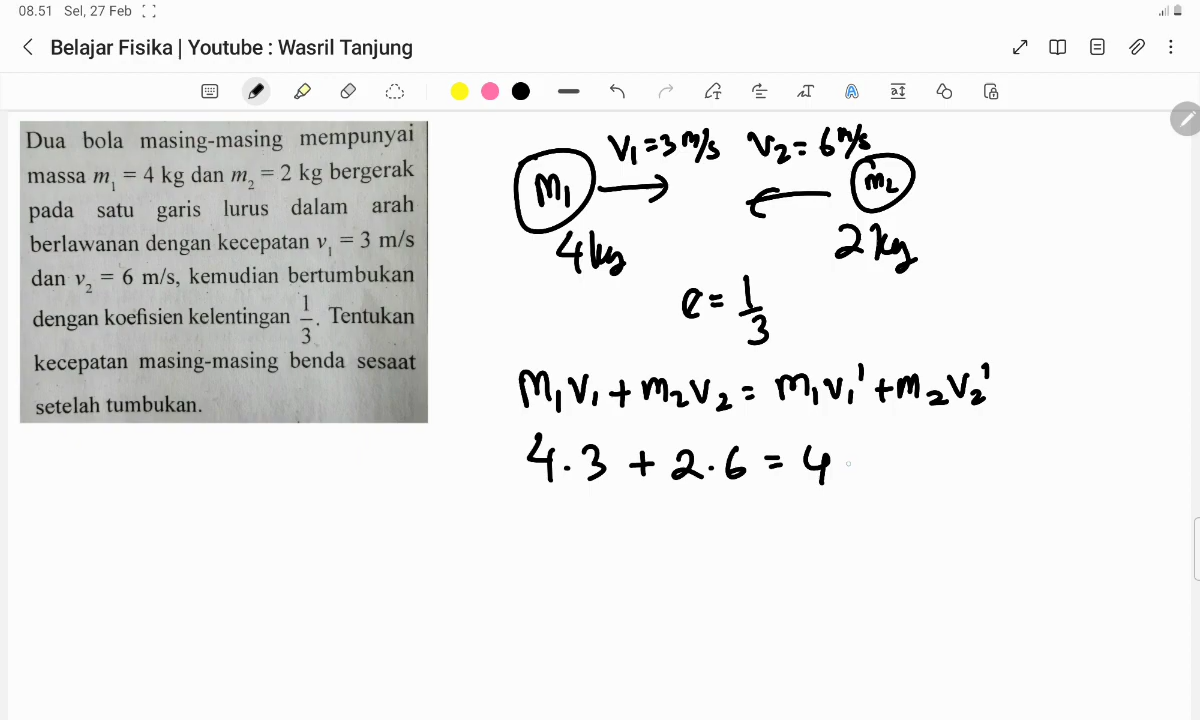 08.51 Sel, 27 Feb
Belajar Fisika | Youtube : Wasril Tanjung
Dua bola masing-masing mempunyai
massa m₁ = 4 kg dan m₂ = 2 kg bergerak
pada satu garis lurus dalam arah
berlawanan dengan kecepatan v₁ = 3 m/s
dan v₂ = 6 m/s, kemudian bertumbukan
dengan koefisien kelentingan 1/3. Tentukan
kecepatan masing-masing benda sesaat
setelah tumbukan.
V₁ = 3 m/s V₂ = 6 m/s
m₁ m₂
4 kg 2 kg
e = 1/3
m₁V₁ + m₂V₂ = m₁V₁' + m₂V₂'
4 . 3 + 2 . 6 = 4